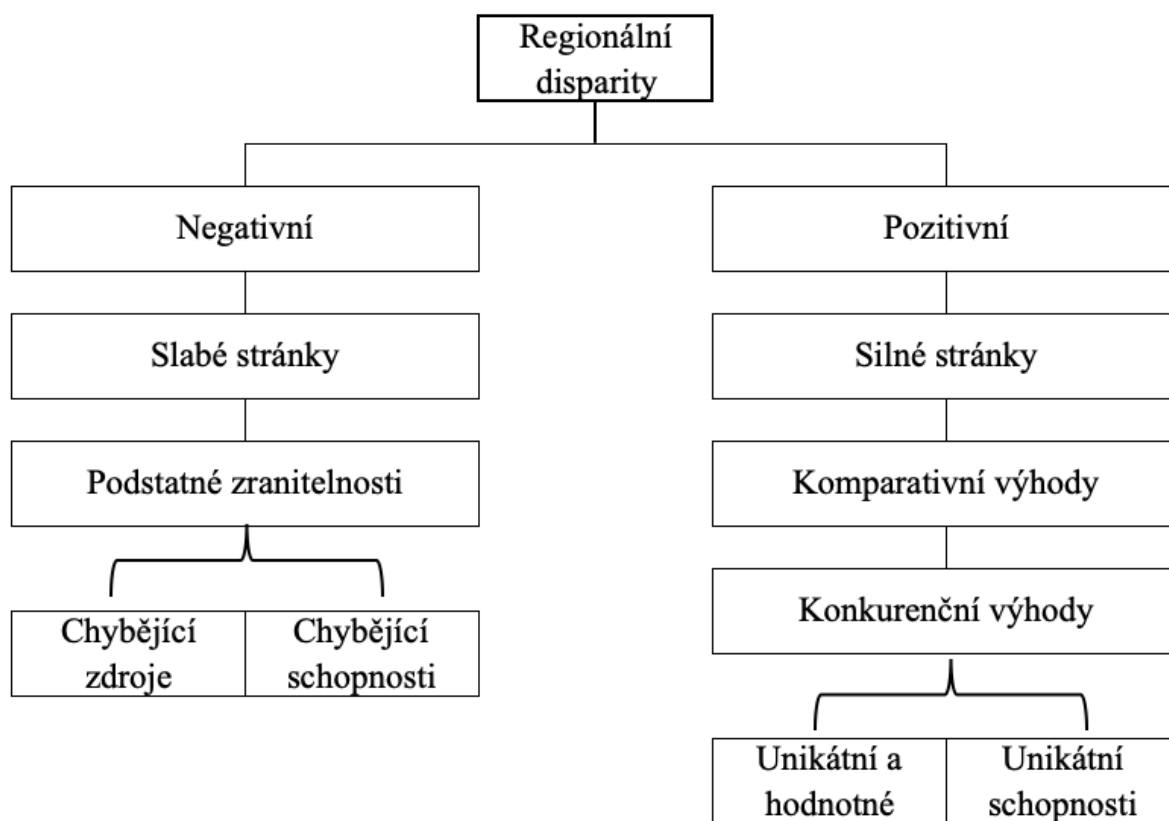 Regionální
disparity
Negativní
Pozitivní
Slabé stránky
Silné stránky
Podstatné zranitelnosti
Komparativní výhody
Konkurenční výhody
Chybějící
zdroje
Chybějící
schopnosti
Unikátní a
hodnotné
Unikátní
schopnosti